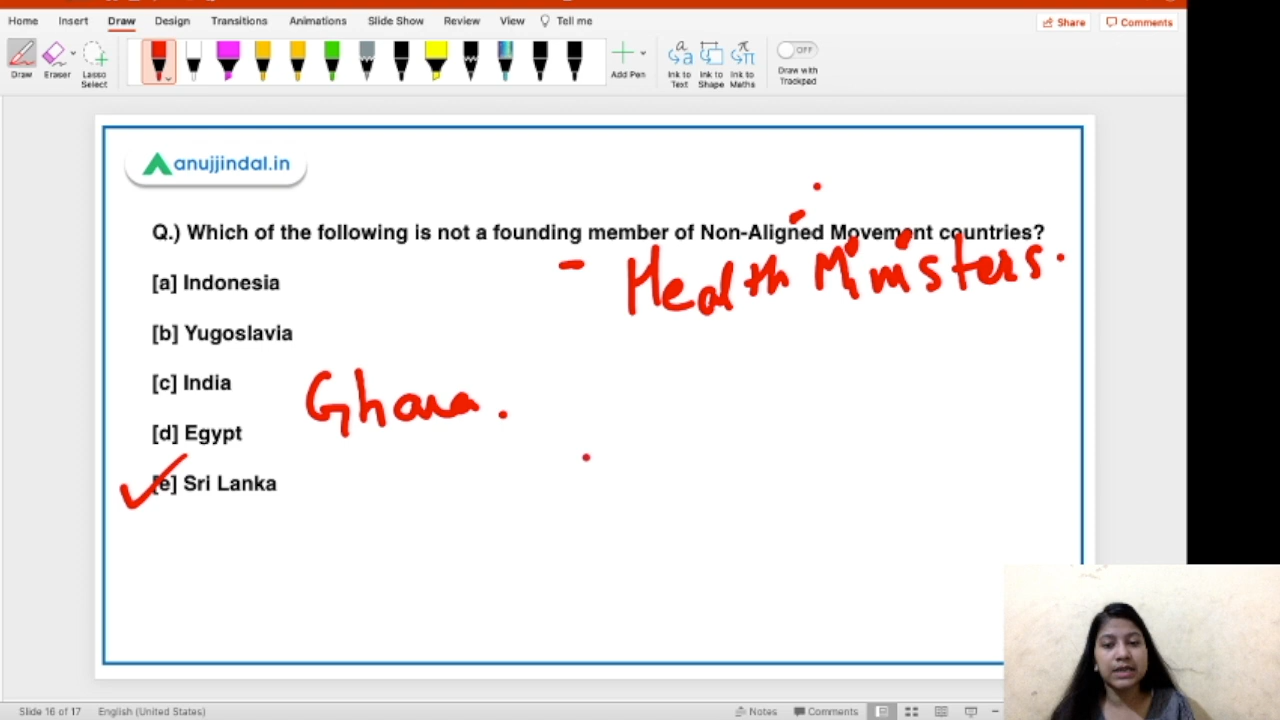 Home Insert Draw Design Transitions Animations Slide Show Review View Tell me
Share Comments
Draw Eraser Lasso Select Add Pen Ink to Text Ink to Shape Ink to Maths OFF Draw with Trackpad
anujjindal.in
Q.) Which of the following is not a founding member of Non-Aligned Movement countries?
- Health Ministers.
[a] Indonesia
[b] Yugoslavia
[c] India
Ghana.
[d] Egypt
[e] Sri Lanka
Slide 16 of 17 English (United States) Notes Comments